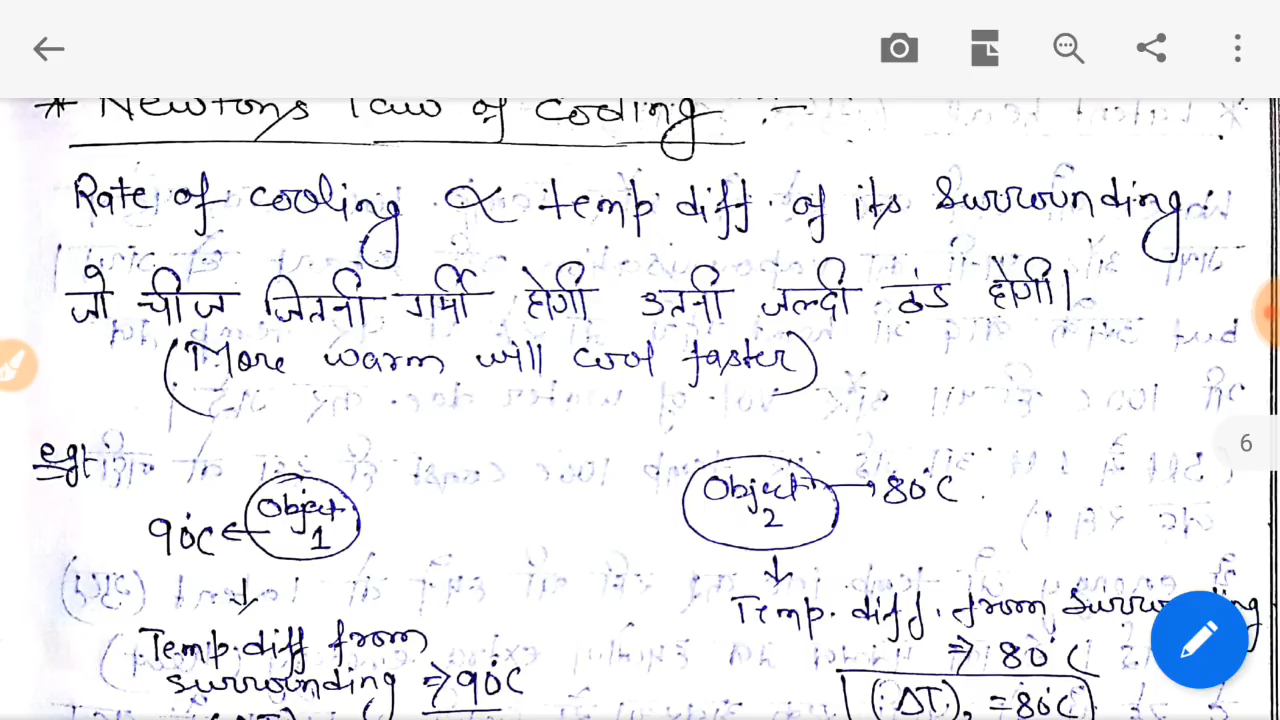 * Newtons law of cooling :-
Rate of cooling ∝ temp diff. of its surrounding.
जो चीज जितनी गर्मी होगी उतनी जल्दी ठंड होगी।
(More warm will cool faster)
egt
Object 1
90°C
Object 2
80°C
Temp. diff from surrounding ⇒ 90°C
Temp. diff. from surrounding
⇒ 80°C
(∴ ΔT)₂ = 80°C
6